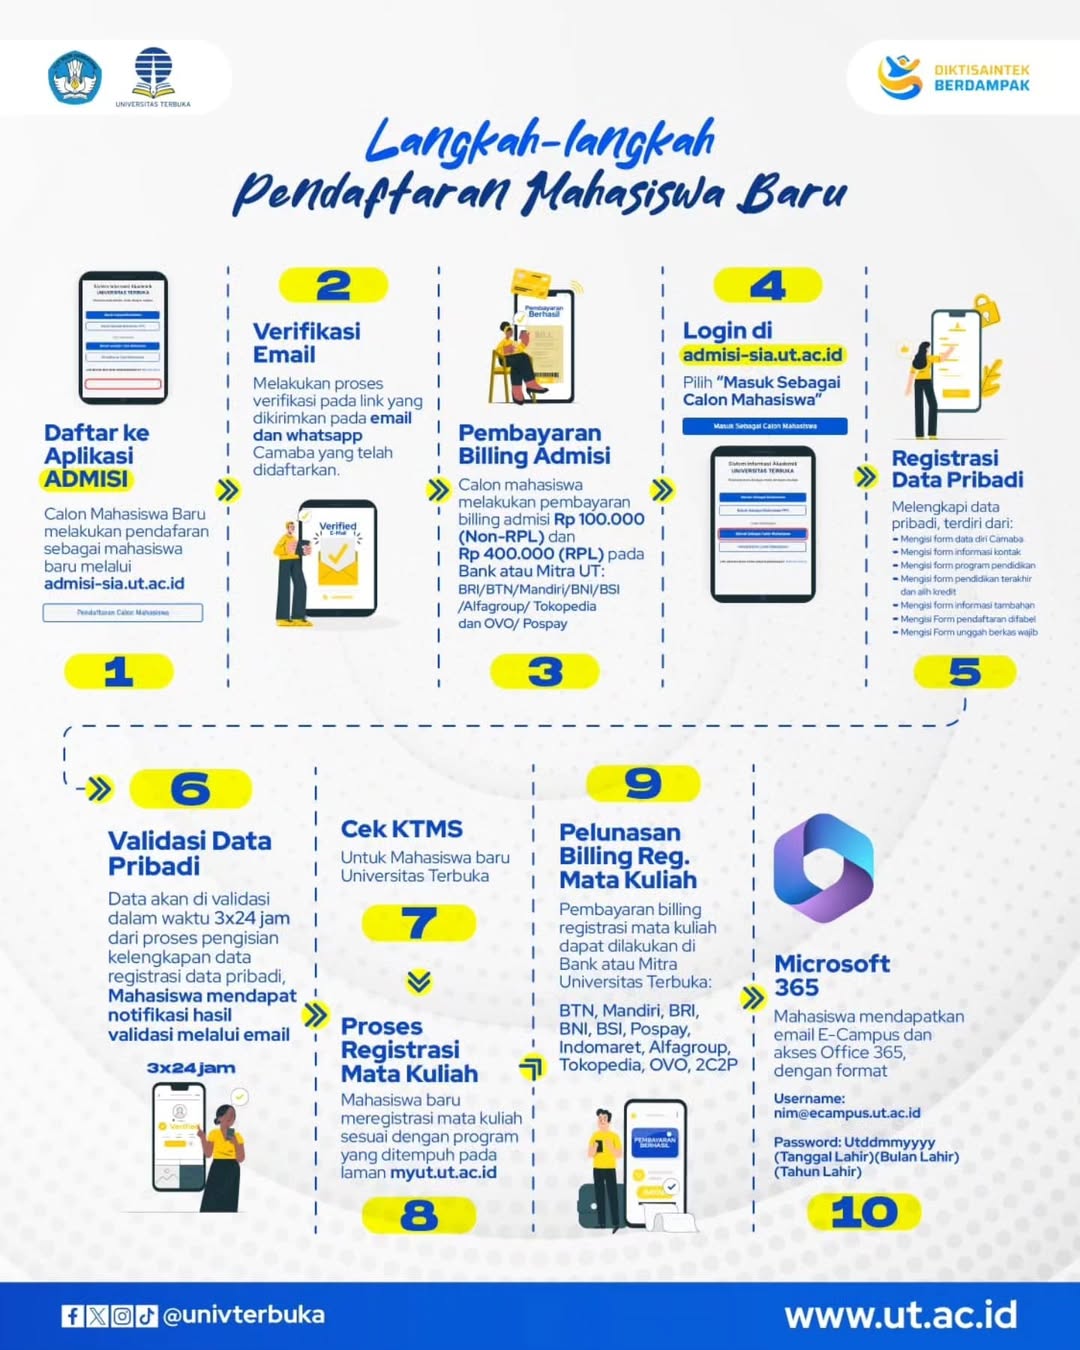 UNIVERSITAS TERBUKA
DIKTISAINTEK
BERDAMPAK
Langkah-langkah
Pendaftaran Mahasiswa Baru
Sistem Informasi Akademik
UNIVERSITAS TERBUKA
Daftar ke
Aplikasi
ADMISI
Calon Mahasiswa Baru
melakukan pendafaran
sebagai mahasiswa
baru melalui
admisi-sia.ut.ac.id
Pendaftaran Calon Mahasiswa
1
2
Verifikasi
Email
Melakukan proses
verifikasi pada link yang
dikirimkan pada email
dan whatsapp
Camaba yang telah
didaftarkan.
Verified
E-Mail
Pembayaran
Berhasil
BILL
Pembayaran
Billing Admisi
Calon mahasiswa
melakukan pembayaran
billing admisi Rp 100.000
(Non-RPL) dan
Rp 400.000 (RPL) pada
Bank atau Mitra UT:
BRI/BTN/Mandiri/BNI/BSI
/Alfagroup/ Tokopedia
dan OVO/ Pospay
3
4
Login di
admisi-sia.ut.ac.id
Pilih “Masuk Sebagai
Calon Mahasiswa”
Masuk Sebagai Calon Mahasiswa
Sistem Informasi Akademik
UNIVERSITAS TERBUKA
Registrasi
Data Pribadi
Melengkapi data
pribadi, terdiri dari:
- Mengisi form data diri Camaba
- Mengisi form informasi kontak
- Mengisi form program pendidikan
- Mengisi form pendidikan terakhir
dan alih kredit
- Mengisi form informasi tambahan
- Mengisi Form pendaftaran difabel
- Mengisi Form unggah berkas wajib
5
6
Validasi Data
Pribadi
Data akan di validasi
dalam waktu 3x24 jam
dari proses pengisian
kelengkapan data
registrasi data pribadi,
Mahasiswa mendapat
notifikasi hasil
validasi melalui email
3x24jam
Verified
Cek KTMS
Untuk Mahasiswa baru
Universitas Terbuka
7
Proses
Registrasi
Mata Kuliah
Mahasiswa baru
meregistrasi mata kuliah
sesuai dengan program
yang ditempuh pada
laman myut.ut.ac.id
8
9
Pelunasan
Billing Reg.
Mata Kuliah
Pembayaran billing
registrasi mata kuliah
dapat dilakukan di
Bank atau Mitra
Universitas Terbuka:
BTN, Mandiri, BRI,
BNI, BSI, Pospay,
Indomaret, Alfagroup,
Tokopedia, OVO, 2C2P
PEMBAYARAN
BERHASIL
Microsoft
365
Mahasiswa mendapatkan
email E-Campus dan
akses Office 365,
dengan format
Username:
nim@ecampus.ut.ac.id
Password: Utddmmyyyy
(Tanggal Lahir)(Bulan Lahir)
(Tahun Lahir)
10
@univterbuka
www.ut.ac.id